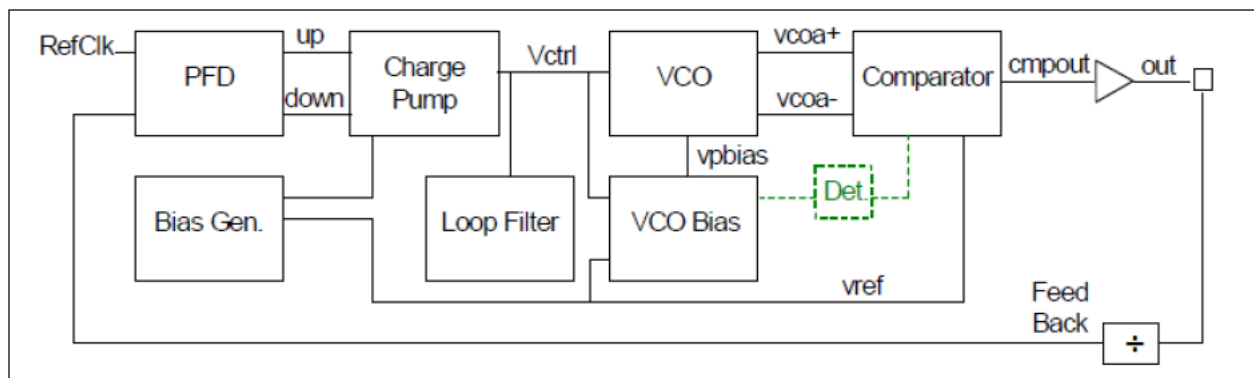 RefClk
PFD
up
down
Charge
Pump
Vctrl
VCO
vcoa+
vcoa-
Comparator
cmpout
out
vpbias
Bias Gen.
Loop Filter
VCO Bias
Det.
vref
Feed
Back
÷